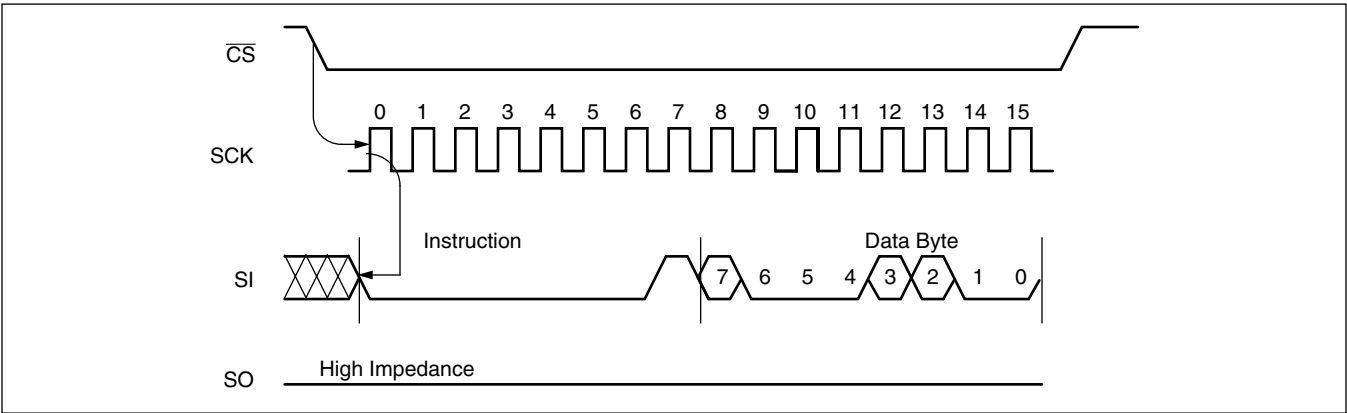 CS
0 1 2 3 4 5 6 7 8 9 10 11 12 13 14 15
SCK
Instruction Data Byte
SI 7 6 5 4 3 2 1 0
High Impedance
SO